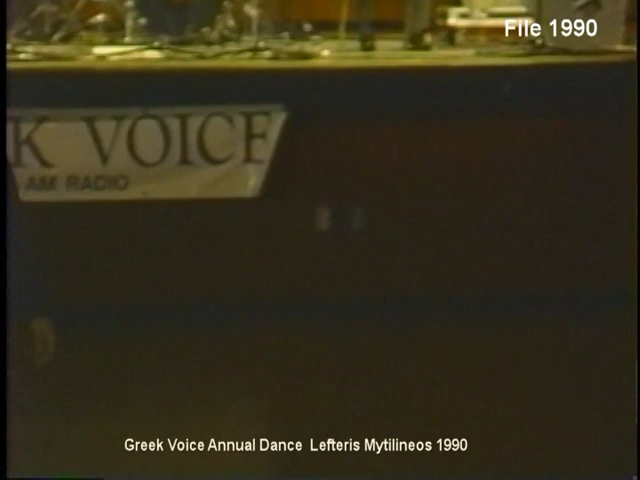 File 1990
K VOICE
AM RADIO
Greek Voice Annual Dance Lefteris Mytilineos 1990